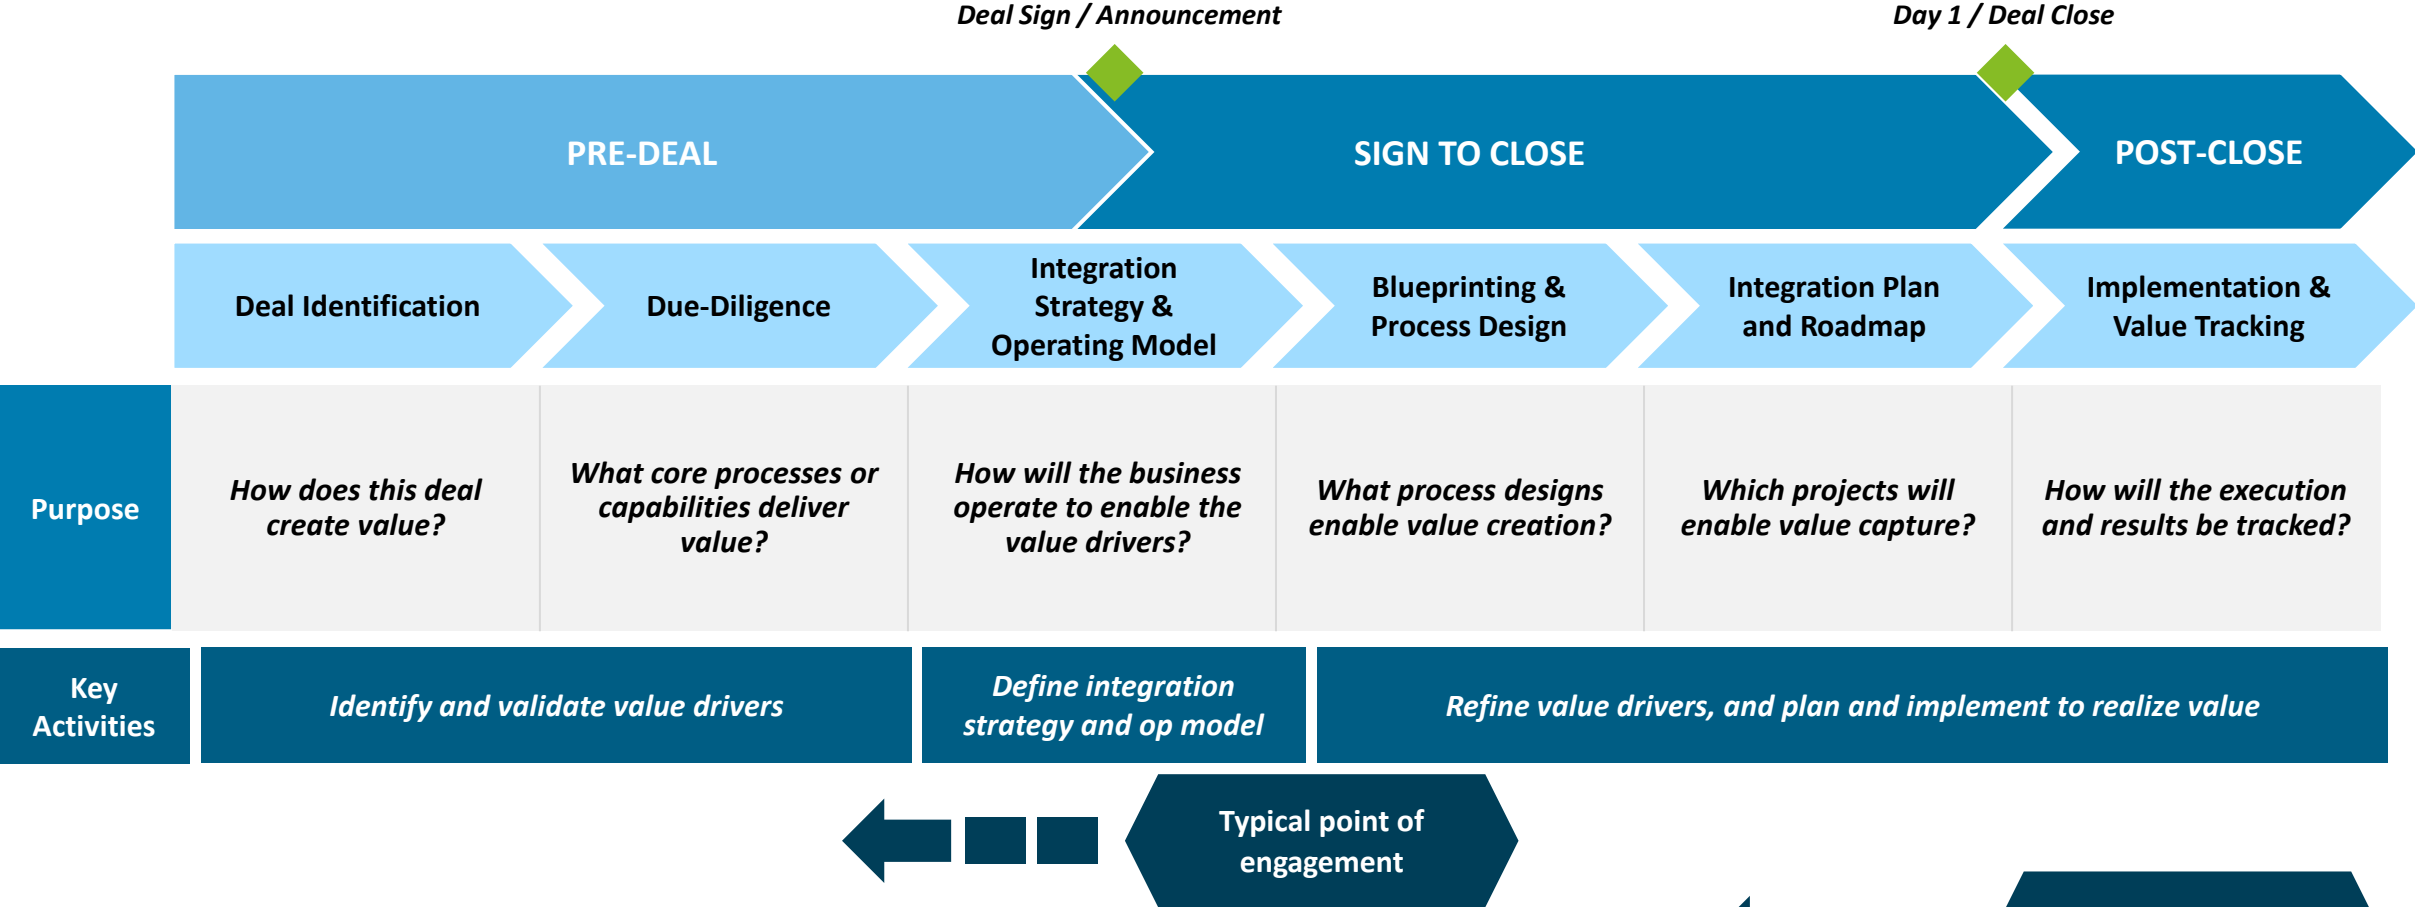 Deal Sign / Announcement
Day 1 / Deal Close
PRE-DEAL
SIGN TO CLOSE
POST-CLOSE
Deal Identification
Due-Diligence
Integration
Strategy &
Operating Model
Blueprinting &
Process Design
Integration Plan
and Roadmap
Implementation &
Value Tracking
Purpose
How does this deal
create value?
What core processes or
capabilities deliver
value?
How will the business
operate to enable the
value drivers?
What process designs
enable value creation?
Which projects will
enable value capture?
How will the execution
and results be tracked?
Key
Activities
Identify and validate value drivers
Define integration
strategy and op model
Refine value drivers, and plan and implement to realize value
Typical point of
engagement